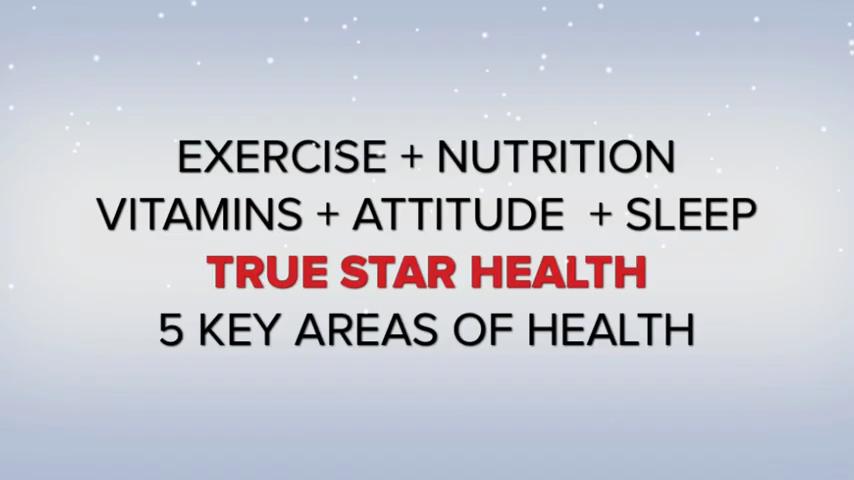 EXERCISE + NUTRITION
VITAMINS + ATTITUDE + SLEEP
TRUE STAR HEALTH
5 KEY AREAS OF HEALTH